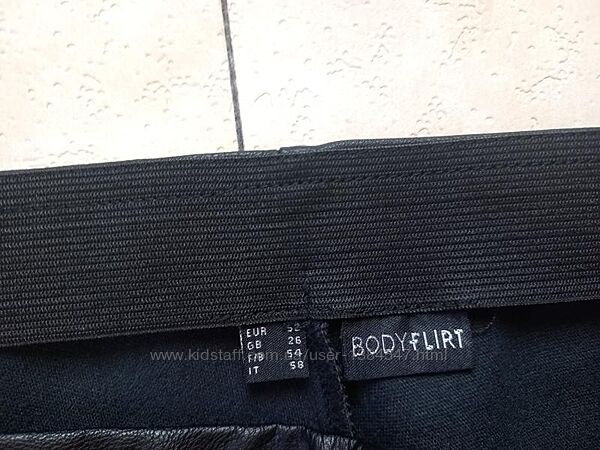 EUR 52
GB 26
F/B 54
IT 58
BODYFLIRT